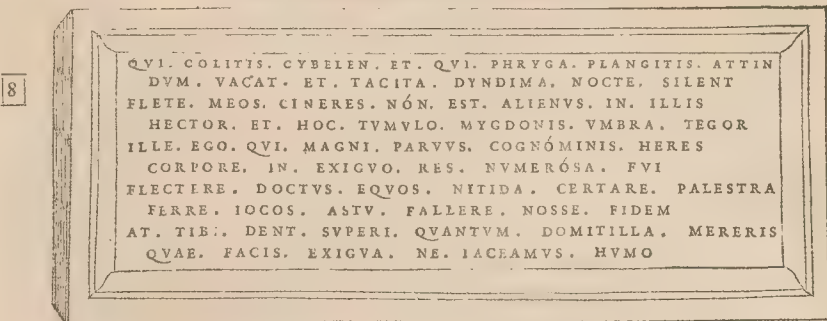 8
QVI. COLITIS. CYBELEN. ET. QVI. PHRYGA. PLANGITIS. ATTIN
DVM. VACAT. ET. TACITA. DYNDIMA. NOCTE. SILENT
FLETE. MEOS. CINERES. NÓN. EST. ALIENVS. IN. ILLIS
HECTOR. ET. HOC. TVMVLO. MYGDONIS. VMBRA. TEGOR
ILLE. EGO. QVI. MAGNI. PARVVS. COGNÓMINIS. HERES
CORPORE. IN. EXIGVO. RES. NVMERÓSA. FVI
FLECTERE. DOCTVS. EQVOS. NITIDA. CERTARE. PALESTRA
FERRE. IOCOS. ASTV. FALLERE. NOSSE. FIDEM
AT. TIBI. DENT. SVPERI. QVANTVM. DOMITILLA. MERERIS
QVAE. FACIS. EXIGVA. NE. IACEAMVS. HVMO